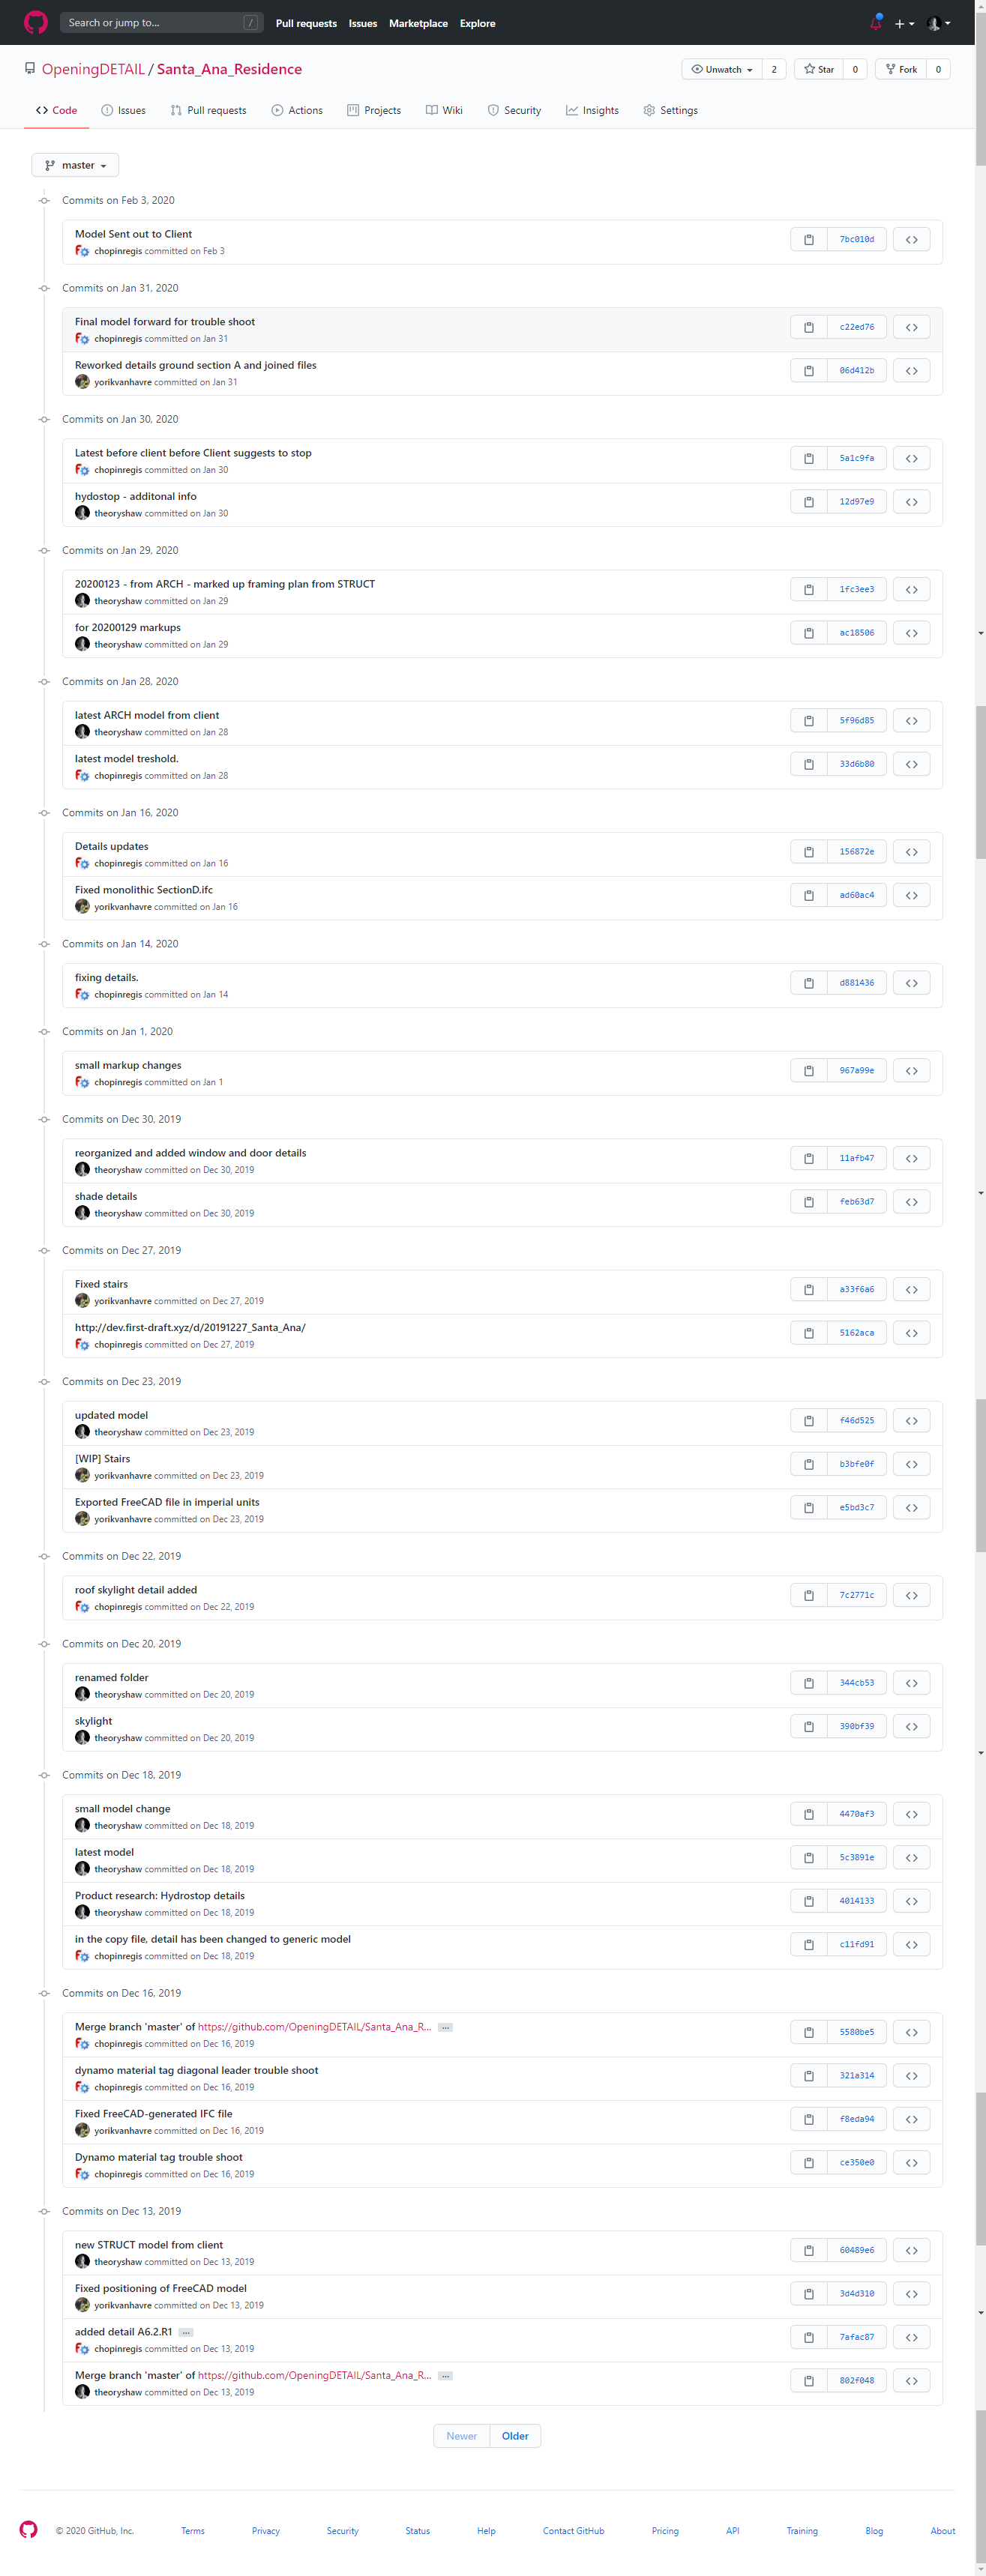 Search or jump to... /
Pull requests Issues Marketplace Explore
OpeningDETAIL / Santa_Ana_Residence
Unwatch 2 Star 0 Fork 0
Code Issues Pull requests Actions Projects Wiki Security Insights Settings
master
Commits on Feb 3, 2020
Model Sent out to Client
chopinregis committed on Feb 3
7bc010d
Commits on Jan 31, 2020
Final model forward for trouble shoot
chopinregis committed on Jan 31
c22ed76
Reworked details ground section A and joined files
yorikvanhavre committed on Jan 31
06d412b
Commits on Jan 30, 2020
Latest before client before Client suggests to stop
chopinregis committed on Jan 30
5a1c9fa
hydostop - additonal info
theoryshaw committed on Jan 30
12d97e9
Commits on Jan 29, 2020
20200123 - from ARCH - marked up framing plan from STRUCT
theoryshaw committed on Jan 29
1fc3ee3
for 20200129 markups
theoryshaw committed on Jan 29
ac18506
Commits on Jan 28, 2020
latest ARCH model from client
theoryshaw committed on Jan 28
5f96d85
latest model treshold.
chopinregis committed on Jan 28
33d6b80
Commits on Jan 16, 2020
Details updates
chopinregis committed on Jan 16
156872e
Fixed monolithic SectionD.ifc
yorikvanhavre committed on Jan 16
ad60ac4
Commits on Jan 14, 2020
fixing details.
chopinregis committed on Jan 14
d881436
Commits on Jan 1, 2020
small markup changes
chopinregis committed on Jan 1
967a99e
Commits on Dec 30, 2019
reorganized and added window and door details
theoryshaw committed on Dec 30, 2019
11afb47
shade details
theoryshaw committed on Dec 30, 2019
feb63d7
Commits on Dec 27, 2019
Fixed stairs
yorikvanhavre committed on Dec 27, 2019
a33f6a6
http://dev.first-draft.xyz/d/20191227_Santa_Ana/
chopinregis committed on Dec 27, 2019
5162aca
Commits on Dec 23, 2019
updated model
theoryshaw committed on Dec 23, 2019
f46d525
[WIP] Stairs
yorikvanhavre committed on Dec 23, 2019
b3bfe0f
Exported FreeCAD file in imperial units
yorikvanhavre committed on Dec 23, 2019
e5bd3c7
Commits on Dec 22, 2019
roof skylight detail added
chopinregis committed on Dec 22, 2019
7c2771c
Commits on Dec 20, 2019
renamed folder
theoryshaw committed on Dec 20, 2019
344cb53
skylight
theoryshaw committed on Dec 20, 2019
390bf39
Commits on Dec 18, 2019
small model change
theoryshaw committed on Dec 18, 2019
4470af3
latest model
theoryshaw committed on Dec 18, 2019
5c3891e
Product research: Hydrostop details
theoryshaw committed on Dec 18, 2019
4014133
in the copy file, detail has been changed to generic model
chopinregis committed on Dec 18, 2019
c11fd91
Commits on Dec 16, 2019
Merge branch 'master' of https://github.com/OpeningDETAIL/Santa_Ana_R... …
chopinregis committed on Dec 16, 2019
5580be5
dynamo material tag diagonal leader trouble shoot
chopinregis committed on Dec 16, 2019
321a314
Fixed FreeCAD-generated IFC file
yorikvanhavre committed on Dec 16, 2019
f8eda94
Dynamo material tag trouble shoot
chopinregis committed on Dec 16, 2019
ce350e0
Commits on Dec 13, 2019
new STRUCT model from client
theoryshaw committed on Dec 13, 2019
60489e6
Fixed positioning of FreeCAD model
yorikvanhavre committed on Dec 13, 2019
3d4d310
added detail A6.2.R1 …
chopinregis committed on Dec 13, 2019
7afac87
Merge branch 'master' of https://github.com/OpeningDETAIL/Santa_Ana_R... …
theoryshaw committed on Dec 13, 2019
802f048
Newer Older
© 2020 GitHub, Inc. Terms Privacy Security Status Help Contact GitHub Pricing API Training Blog About